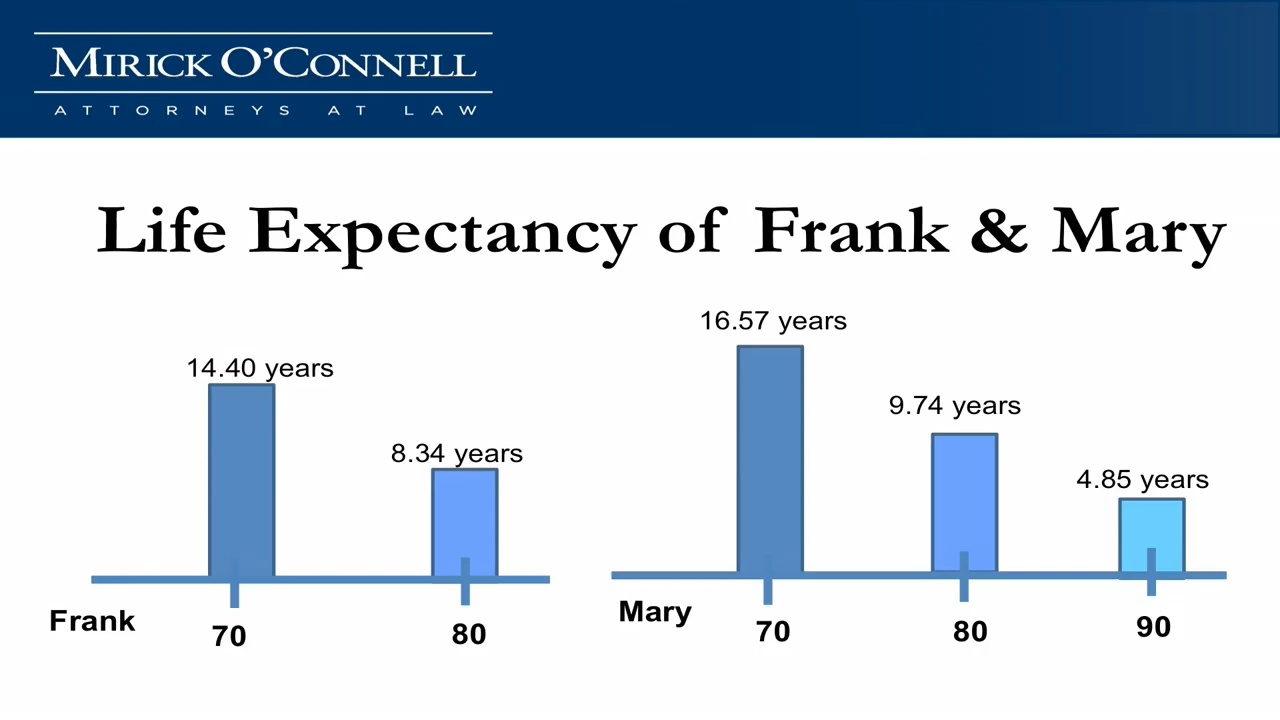 MIRICK O'CONNELL
ATTORNEYS AT LAW
Life Expectancy of Frank & Mary
14.40 years
8.34 years
Frank
70
80
16.57 years
9.74 years
4.85 years
Mary
70
80
90